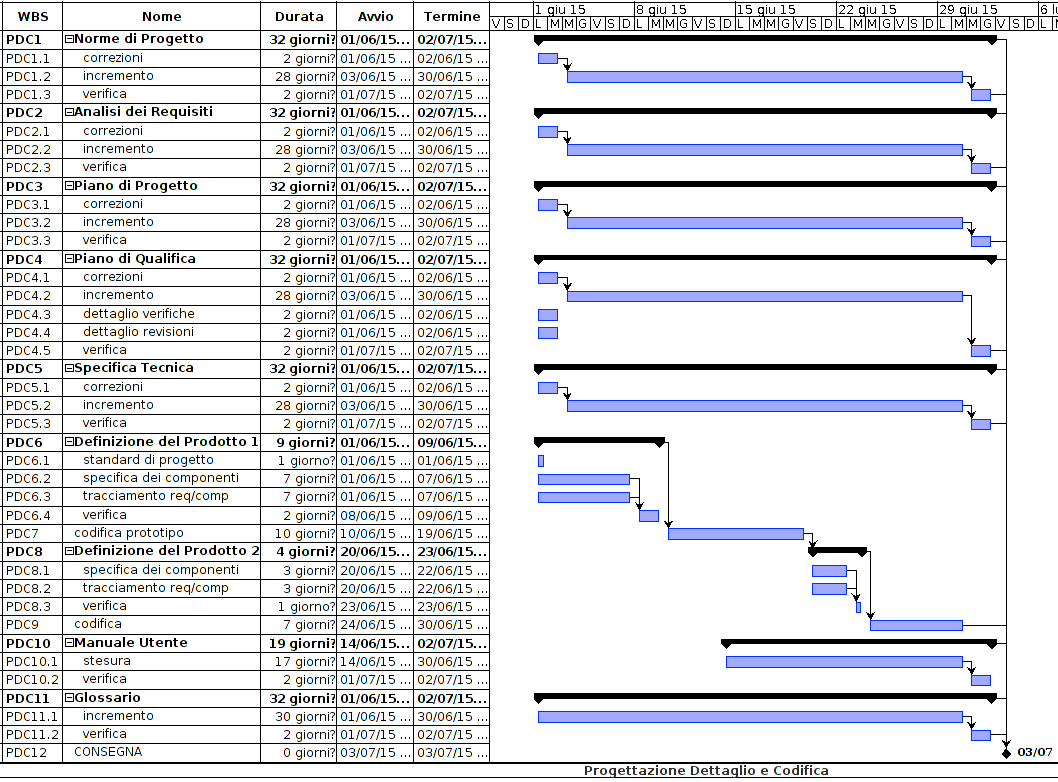 WBS Nome Durata Avvio Termine 1 giu 15 8 giu 15 15 giu 15 22 giu 15 29 giu 15 6 lu
V S D L M M G V S D L M M G V S D L M M G V S D L M M G V S D L M M G V S D L M
PDC1 Norme di Progetto 32 giorni? 01/06/15... 02/07/15...
PDC1.1 correzioni 2 giorni? 01/06/15 ... 02/06/15 ...
PDC1.2 incremento 28 giorni? 03/06/15 ... 30/06/15 ...
PDC1.3 verifica 2 giorni? 01/07/15 ... 02/07/15 ...
PDC2 Analisi dei Requisiti 32 giorni? 01/06/15... 02/07/15...
PDC2.1 correzioni 2 giorni? 01/06/15 ... 02/06/15 ...
PDC2.2 incremento 28 giorni? 03/06/15 ... 30/06/15 ...
PDC2.3 verifica 2 giorni? 01/07/15 ... 02/07/15 ...
PDC3 Piano di Progetto 32 giorni? 01/06/15... 02/07/15...
PDC3.1 correzioni 2 giorni? 01/06/15 ... 02/06/15 ...
PDC3.2 incremento 28 giorni? 03/06/15 ... 30/06/15 ...
PDC3.3 verifica 2 giorni? 01/07/15 ... 02/07/15 ...
PDC4 Piano di Qualifica 32 giorni? 01/06/15... 02/07/15...
PDC4.1 correzioni 2 giorni? 01/06/15 ... 02/06/15 ...
PDC4.2 incremento 28 giorni? 03/06/15 ... 30/06/15 ...
PDC4.3 dettaglio verifiche 2 giorni? 01/06/15 ... 02/06/15 ...
PDC4.4 dettaglio revisioni 2 giorni? 01/06/15 ... 02/06/15 ...
PDC4.5 verifica 2 giorni? 01/07/15 ... 02/07/15 ...
PDC5 Specifica Tecnica 32 giorni? 01/06/15... 02/07/15...
PDC5.1 correzioni 2 giorni? 01/06/15 ... 02/06/15 ...
PDC5.2 incremento 28 giorni? 03/06/15 ... 30/06/15 ...
PDC5.3 verifica 2 giorni? 01/07/15 ... 02/07/15 ...
PDC6 Definizione del Prodotto 1 9 giorni? 01/06/15... 09/06/15...
PDC6.1 standard di progetto 1 giorno? 01/06/15 ... 01/06/15 ...
PDC6.2 specifica dei componenti 7 giorni? 01/06/15 ... 07/06/15 ...
PDC6.3 tracciamento req/comp 7 giorni? 01/06/15 ... 07/06/15 ...
PDC6.4 verifica 2 giorni? 08/06/15 ... 09/06/15 ...
PDC7 codifica prototipo 10 giorni? 10/06/15 ... 19/06/15 ...
PDC8 Definizione del Prodotto 2 4 giorni? 20/06/15... 23/06/15...
PDC8.1 specifica dei componenti 3 giorni? 20/06/15 ... 22/06/15 ...
PDC8.2 tracciamento req/comp 3 giorni? 20/06/15 ... 22/06/15 ...
PDC8.3 verifica 1 giorno? 23/06/15 ... 23/06/15 ...
PDC9 codifica 7 giorni? 24/06/15 ... 30/06/15 ...
PDC10 Manuale Utente 19 giorni? 14/06/15... 02/07/15...
PDC10.1 stesura 17 giorni? 14/06/15 ... 30/06/15 ...
PDC10.2 verifica 2 giorni? 01/07/15 ... 02/07/15 ...
PDC11 Glossario 32 giorni? 01/06/15... 02/07/15...
PDC11.1 incremento 30 giorni? 01/06/15 ... 30/06/15 ...
PDC11.2 verifica 2 giorni? 01/07/15 ... 02/07/15 ...
PDC12 CONSEGNA 0 giorni? 03/07/15 ... 03/07/15 ... 03/07
Progettazione Dettaglio e Codifica